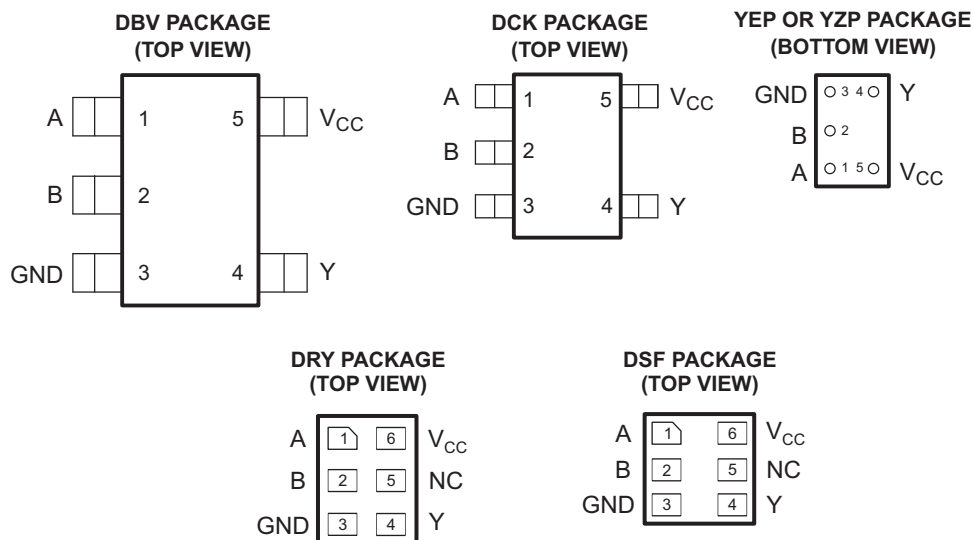 DBV PACKAGE
(TOP VIEW)
A 1 5 VCC
B 2
GND 3 4 Y
DCK PACKAGE
(TOP VIEW)
A 1 5 VCC
B 2
GND 3 4 Y
YEP OR YZP PACKAGE
(BOTTOM VIEW)
GND 3 4 Y
B 2
A 1 5 VCC
DRY PACKAGE
(TOP VIEW)
A 1 6 VCC
B 2 5 NC
GND 3 4 Y
DSF PACKAGE
(TOP VIEW)
A 1 6 VCC
B 2 5 NC
GND 3 4 Y